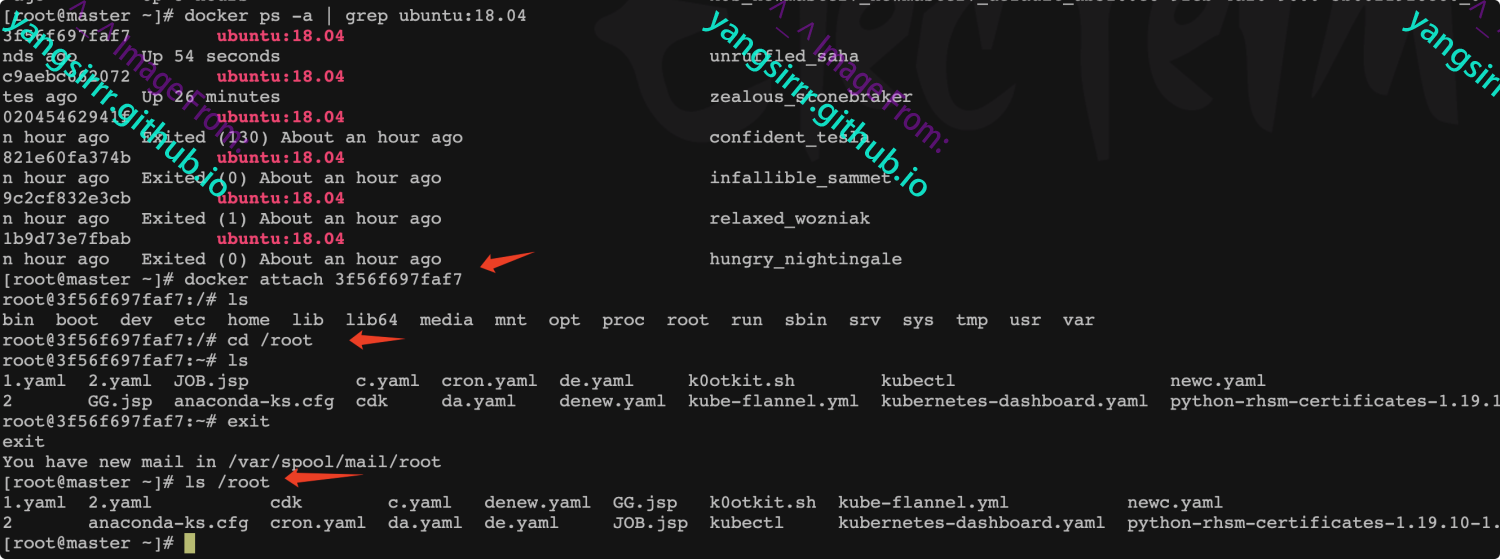 [root@master ~]# docker ps -a | grep ubuntu:18.04
3f56f697faf7 ubuntu:18.04
nds ago Up 54 seconds unruffled_saha
c9aebc662072 ubuntu:18.04
tes ago Up 26 minutes zealous_stonebraker
02045462941f ubuntu:18.04
n hour ago Exited (130) About an hour ago confident_tesla
821e60fa374b ubuntu:18.04
n hour ago Exited (0) About an hour ago infallible_sammet
9c2cf832e3cb ubuntu:18.04
n hour ago Exited (1) About an hour ago relaxed_wozniak
1b9d73e7fbab ubuntu:18.04
n hour ago Exited (0) About an hour ago hungry_nightingale
[root@master ~]# docker attach 3f56f697faf7
root@3f56f697faf7:/# ls
bin boot dev etc home lib lib64 media mnt opt proc root run sbin srv sys tmp usr var
root@3f56f697faf7:/# cd /root
root@3f56f697faf7:~# ls
1.yaml 2.yaml JOB.jsp c.yaml cron.yaml de.yaml k0otkit.sh kubectl newc.yaml
2 GG.jsp anaconda-ks.cfg cdk da.yaml denew.yaml kube-flannel.yml kubernetes-dashboard.yaml python-rhsm-certificates-1.19.1
root@3f56f697faf7:~# exit
exit
You have new mail in /var/spool/mail/root
[root@master ~]# ls /root
1.yaml 2.yaml cdk c.yaml denew.yaml GG.jsp k0otkit.sh kube-flannel.yml newc.yaml
2 anaconda-ks.cfg cron.yaml da.yaml de.yaml JOB.jsp kubectl kubernetes-dashboard.yaml python-rhsm-certificates-1.19.10-1.
[root@master ~]#
^_^ Image From:
yangsirrr.github.io
^_^ Image From:
yangsirrr.github.io
yangsirr